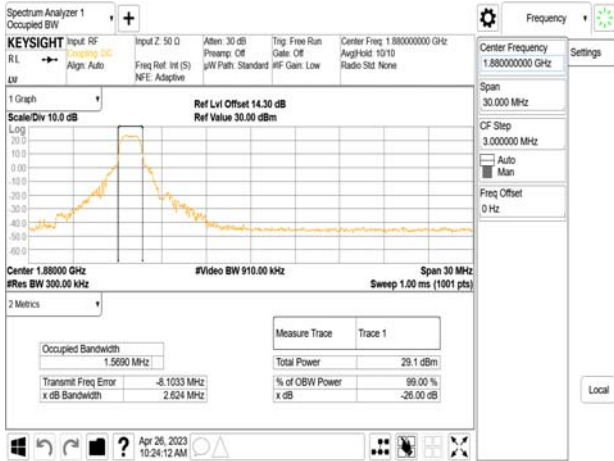 Spectrum Analyzer 1
Occupied BW
Frequency
KEYSIGHT
RL
LV
Input: RF
Coupling: DC
Align: Auto
Input Z: 50 Ω
Freq Ref: Int (S)
NFE: Adaptive
Atten: 30 dB
Preamp: Off
µW Path: Standard
Trig: Free Run
Gate: Off
#IF Gain: Low
Center Freq: 1.880000000 GHz
Avg|Hold: 10/10
Radio Std: None
Center Frequency
1.880000000 GHz
Settings
Span
30.000 MHz
CF Step
3.000000 MHz
Auto
Man
Freq Offset
0 Hz
Local
1 Graph
Scale/Div 10.0 dB
Ref Lvl Offset 14.30 dB
Ref Value 30.00 dBm
Log
20.0
10.0
0.00
-10.0
-20.0
-30.0
-40.0
-50.0
-60.0
Center 1.88000 GHz
#Video BW 910.00 kHz
Span 30 MHz
#Res BW 300.00 kHz
Sweep 1.00 ms (1001 pts)
2 Metrics
Measure Trace Trace 1
Occupied Bandwidth
1.5690 MHz
Total Power 29.1 dBm
Transmit Freq Error -8.1033 MHz
% of OBW Power 99.00 %
x dB Bandwidth 2.624 MHz
x dB -26.00 dB
?
Apr 26, 2023
10:24:12 AM